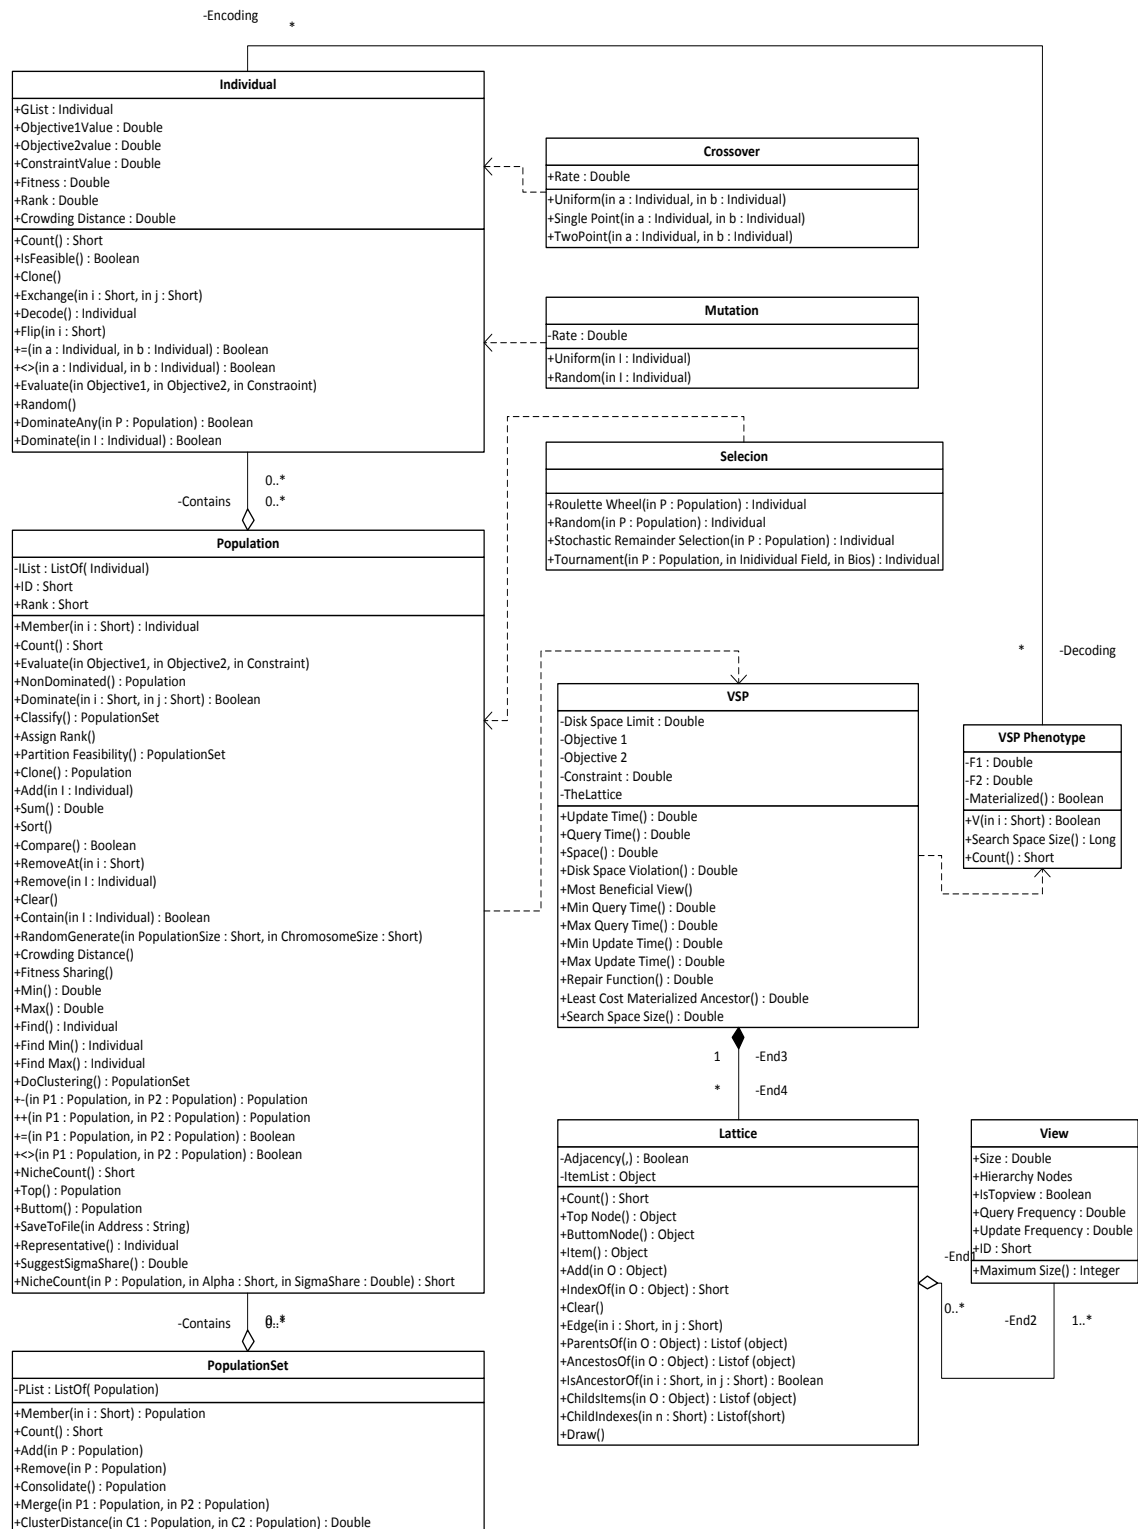 -Encoding
*
Individual
+GList : Individual
+Objective1Value : Double
+Objective2value : Double
+ConstraintValue : Double
+Fitness : Double
+Rank : Double
+Crowding Distance : Double
+Count() : Short
+IsFeasible() : Boolean
+Clone()
+Exchange(in i : Short, in j : Short)
+Decode() : Individual
+Flip(in i : Short)
+=(in a : Individual, in b : Individual) : Boolean
+<>(in a : Individual, in b : Individual) : Boolean
+Evaluate(in Objective1, in Objective2, in Constraoint)
+Random()
+DominateAny(in P : Population) : Boolean
+Dominate(in I : Individual) : Boolean
Crossover
+Rate : Double
+Uniform(in a : Individual, in b : Individual)
+Single Point(in a : Individual, in b : Individual)
+TwoPoint(in a : Individual, in b : Individual)
Mutation
-Rate : Double
+Uniform(in I : Individual)
+Random(in I : Individual)
Selecion
+Roulette Wheel(in P : Population) : Individual
+Random(in P : Population) : Individual
+Stochastic Remainder Selection(in P : Population) : Individual
+Tournament(in P : Population, in Inidividual Field, in Bios) : Individual
0..*
-Contains
0..*
Population
-IList : ListOf( Individual)
+ID : Short
+Rank : Short
+Member(in i : Short) : Individual
+Count() : Short
+Evaluate(in Objective1, in Objective2, in Constraint)
+NonDominated() : Population
+Dominate(in i : Short, in j : Short) : Boolean
+Classify() : PopulationSet
+Assign Rank()
+Partition Feasibility() : PopulationSet
+Clone() : Population
+Add(in I : Individual)
+Sum() : Double
+Sort()
+Compare() : Boolean
+RemoveAt(in i : Short)
+Remove(in I : Individual)
+Clear()
+Contain(in I : Individual) : Boolean
+RandomGenerate(in PopulationSize : Short, in ChromosomeSize : Short)
+Crowding Distance()
+Fitness Sharing()
+Min() : Double
+Max() : Double
+Find() : Individual
+Find Min() : Individual
+Find Max() : Individual
+DoClustering() : PopulationSet
+-(in P1 : Population, in P2 : Population) : Population
++(in P1 : Population, in P2 : Population) : Population
+=(in P1 : Population, in P2 : Population) : Boolean
+<>(in P1 : Population, in P2 : Population) : Boolean
+NicheCount() : Short
+Top() : Population
+Buttom() : Population
+SaveToFile(in Address : String)
+Representative() : Individual
+SuggestSigmaShare() : Double
+NicheCount(in P : Population, in Alpha : Short, in SigmaShare : Double) : Short
*
-Decoding
VSP
-Disk Space Limit : Double
-Objective 1
-Objective 2
-Constraint : Double
-TheLattice
+Update Time() : Double
+Query Time() : Double
+Space() : Double
+Disk Space Violation() : Double
+Most Beneficial View()
+Min Query Time() : Double
+Max Query Time() : Double
+Min Update Time() : Double
+Max Update Time() : Double
+Repair Function() : Double
+Least Cost Materialized Ancestor() : Double
+Search Space Size() : Double
VSP Phenotype
-F1 : Double
-F2 : Double
-Materialized() : Boolean
+V(in i : Short) : Boolean
+Search Space Size() : Long
+Count() : Short
1
-End3
*
-End4
Lattice
-Adjacency(,) : Boolean
-ItemList : Object
+Count() : Short
+Top Node() : Object
+ButtomNode() : Object
+Item() : Object
+Add(in O : Object)
+IndexOf(in O : Object) : Short
+Clear()
+Edge(in i : Short, in j : Short)
+ParentsOf(in O : Object) : Listof (object)
+AncestosOf(in O : Object) : Listof (object)
+IsAncestorOf(in i : Short, in j : Short) : Boolean
+ChildsItems(in O : Object) : Listof (object)
+ChildIndexes(in n : Short) : Listof(short)
+Draw()
View
+Size : Double
+Hierarchy Nodes
+IsTopview : Boolean
+Query Frequency : Double
+Update Frequency : Double
+ID : Short
+Maximum Size() : Integer
-End1
0..*
-End2
1..*
-Contains
0..*
PopulationSet
-PList : ListOf( Population)
+Member(in i : Short) : Population
+Count() : Short
+Add(in P : Population)
+Remove(in P : Population)
+Consolidate() : Population
+Merge(in P1 : Population, in P2 : Population)
+ClusterDistance(in C1 : Population, in C2 : Population) : Double